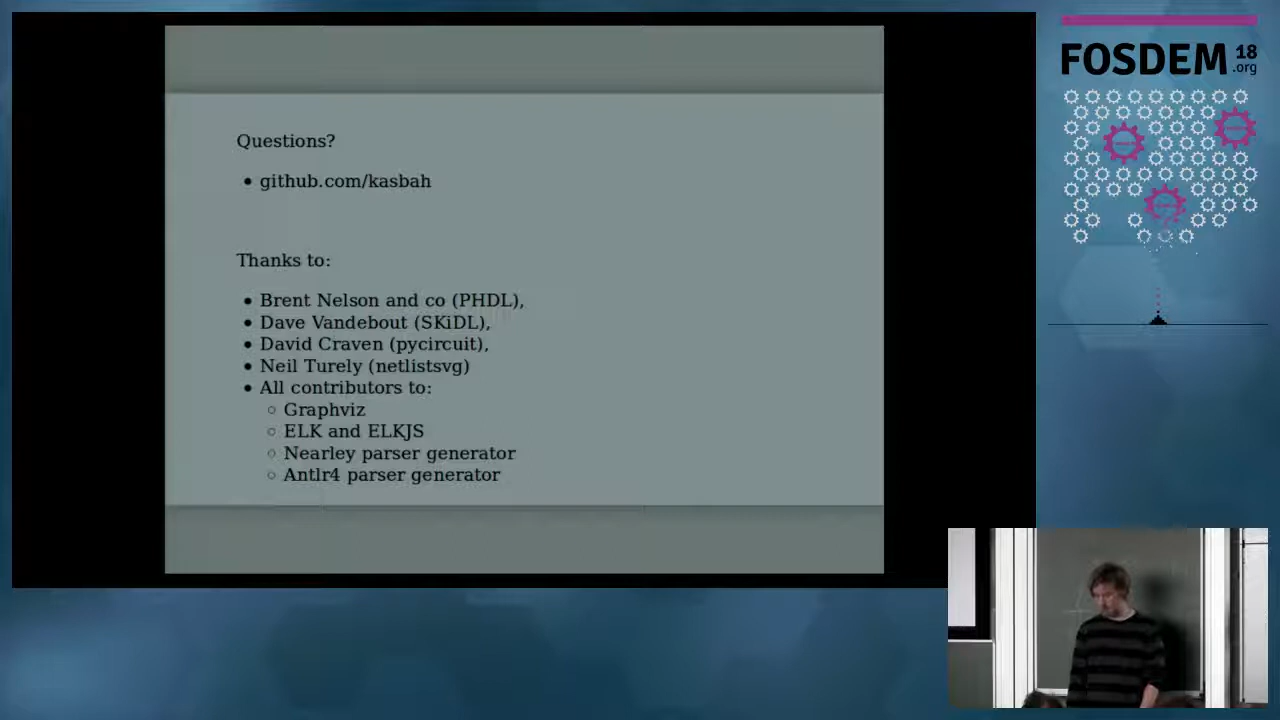 Questions?
github.com/kasbah
Thanks to:
Brent Nelson and co (PHDL),
Dave Vandebout (SKiDL),
David Craven (pycircuit),
Neil Turely (netlistsvg)
All contributors to:
Graphviz
ELK and ELKJS
Nearley parser generator
Antlr4 parser generator
FOSDEM 18
.org